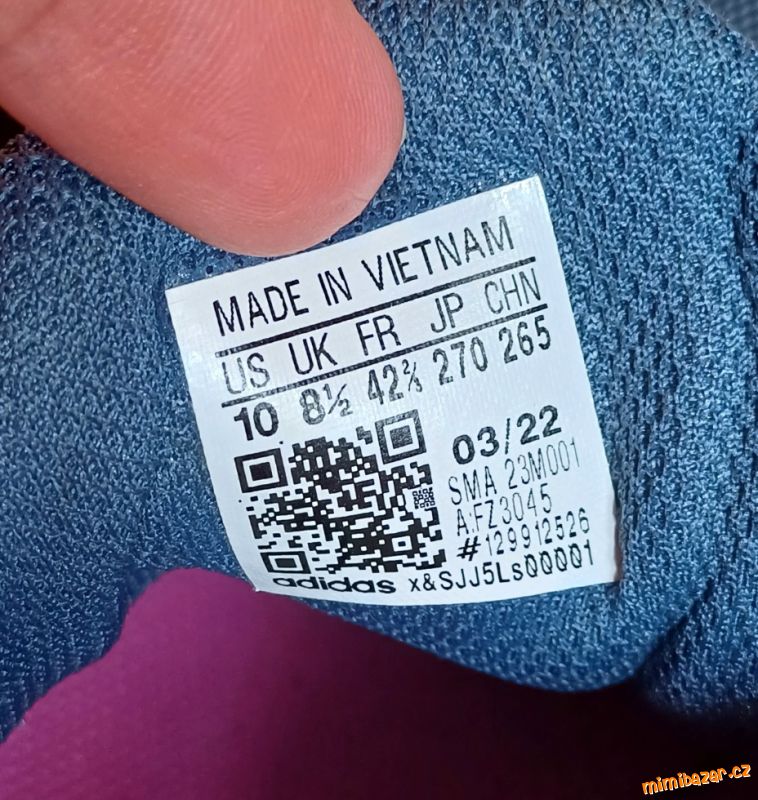 MADE IN VIETNAM
US UK FR JP CHN
10 8½ 42⅔ 270 265
03/22
SMA 23M001
A:FZ3045
#129912526
adidas x&SJJ5Ls00001
mimibazar.cz